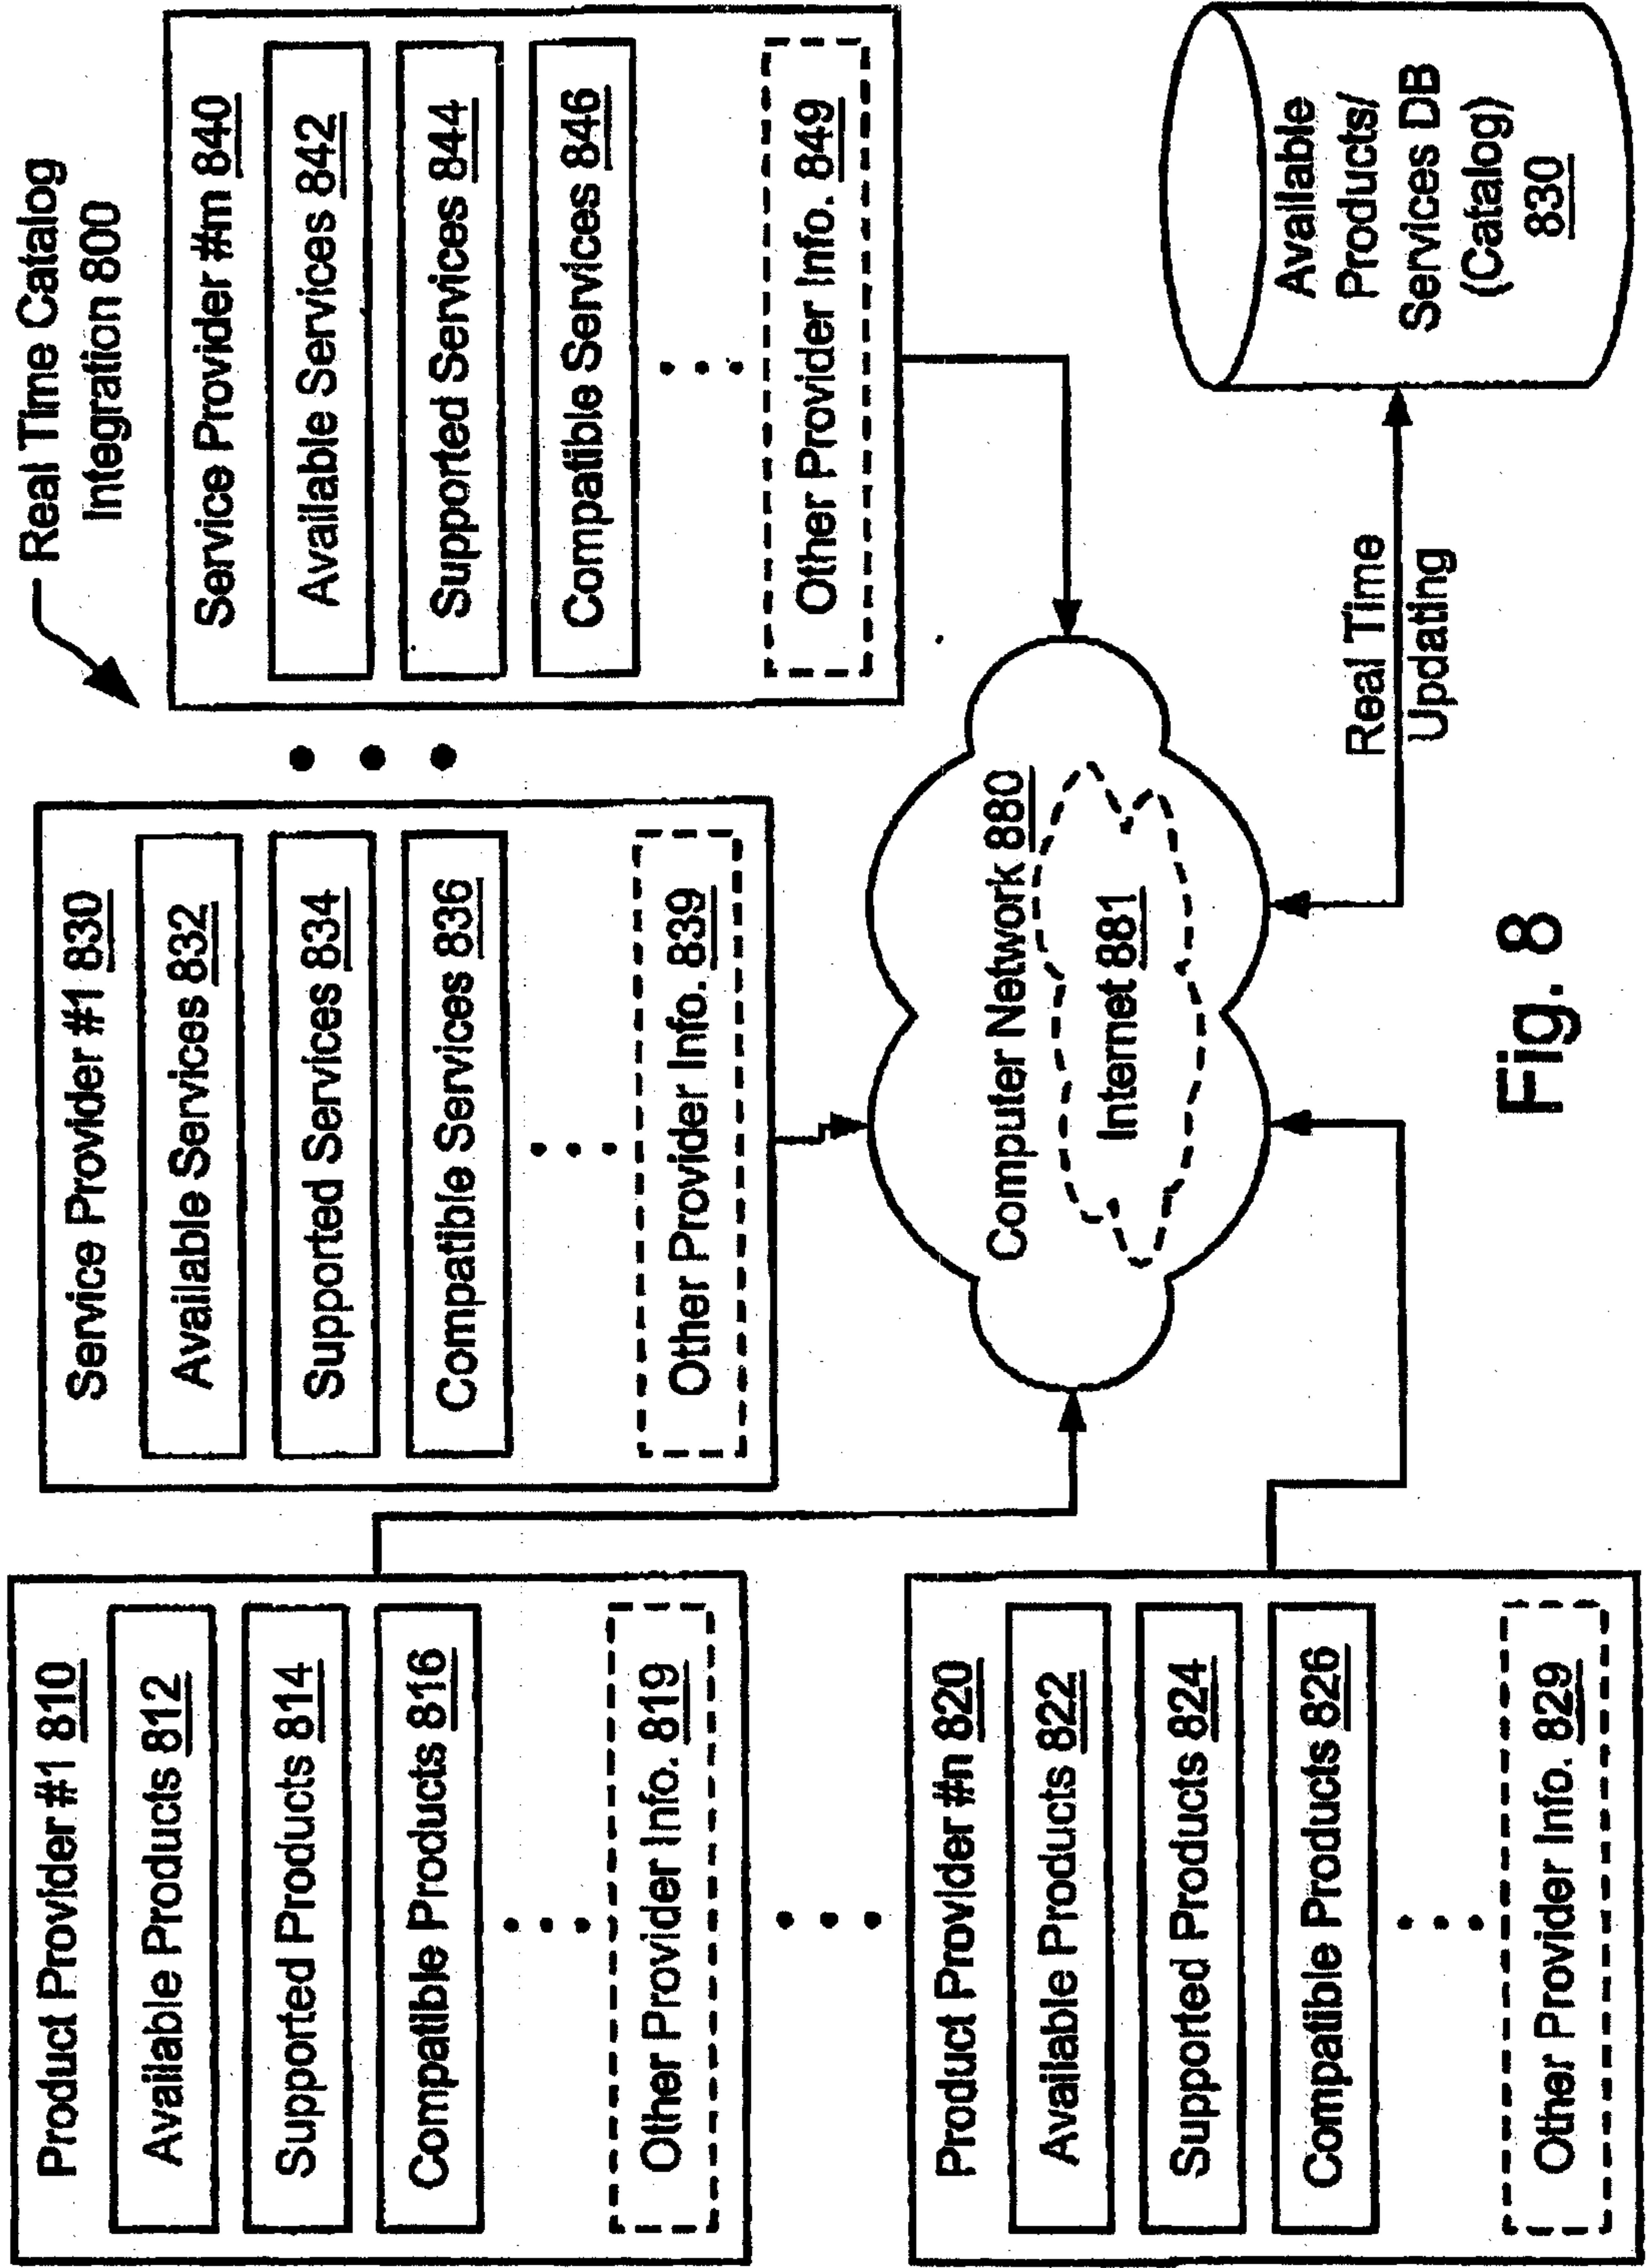 Real Time Catalog
Integration 800
Product Provider #1 810
Available Products 812
Supported Products 814
Compatible Products 816
Other Provider Info. 819
Product Provider #n 820
Available Products 822
Supported Products 824
Compatible Products 826
Other Provider Info. 829
Service Provider #1 830
Available Services 832
Supported Services 834
Compatible Services 836
Other Provider Info. 839
Service Provider #m 840
Available Services 842
Supported Services 844
Compatible Services 846
Other Provider Info. 849
Computer Network 880
Internet 881
Real Time
Updating
Available
Products/
Services DB
(Catalog)
830
Fig. 8